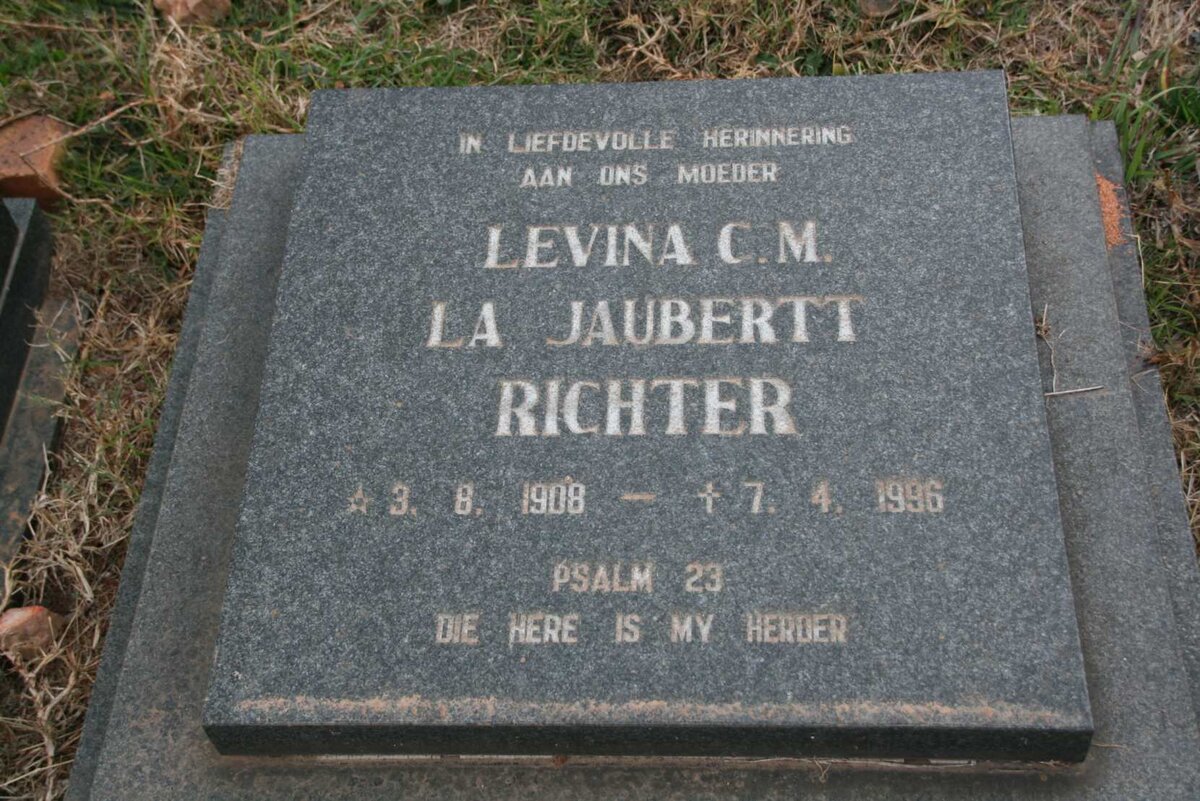 IN LIEFDEVOLLE HERINNERING
AAN ONS MOEDER
LEVINA C.M.
LA JAUBERTT
RICHTER
☆ 3. 8. 1908 — ✝ 7. 4. 1996
PSALM 23
DIE HERE IS MY HERDER